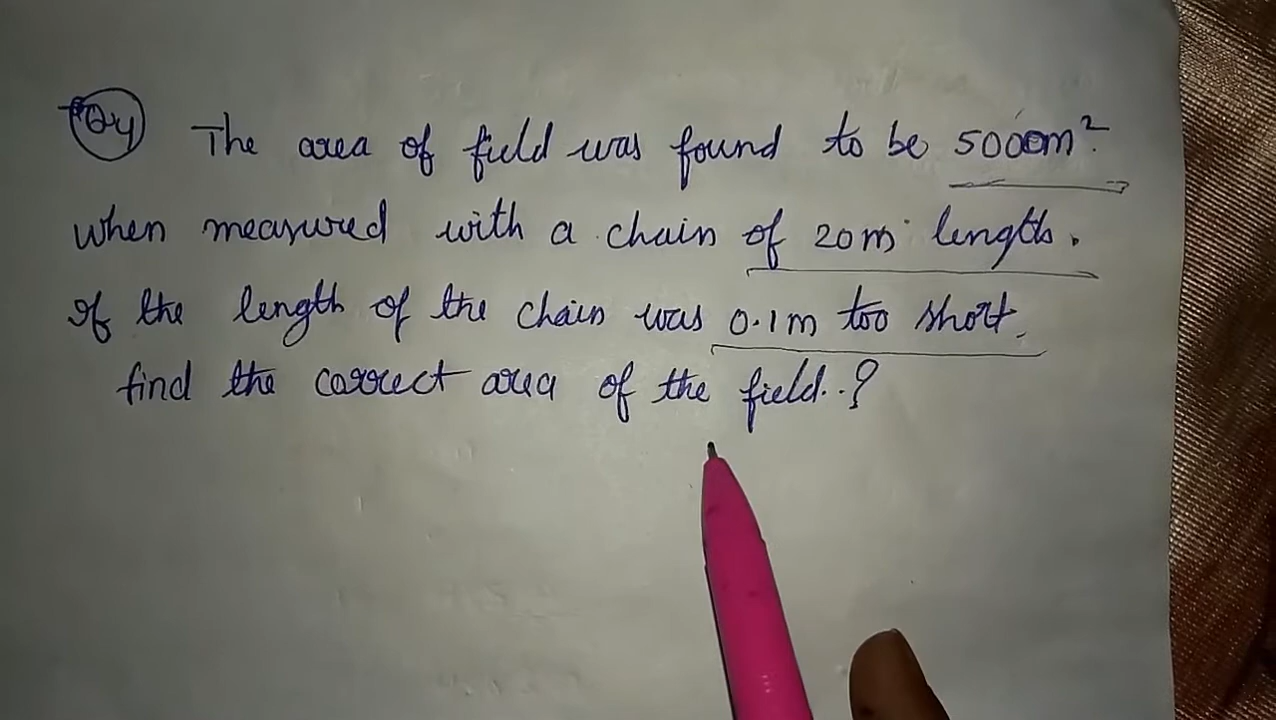 Q4 The area of field was found to be 5000m².
when measured with a chain of 20m length.
If the length of the chain was 0.1m too short.
find the correct area of the field..?